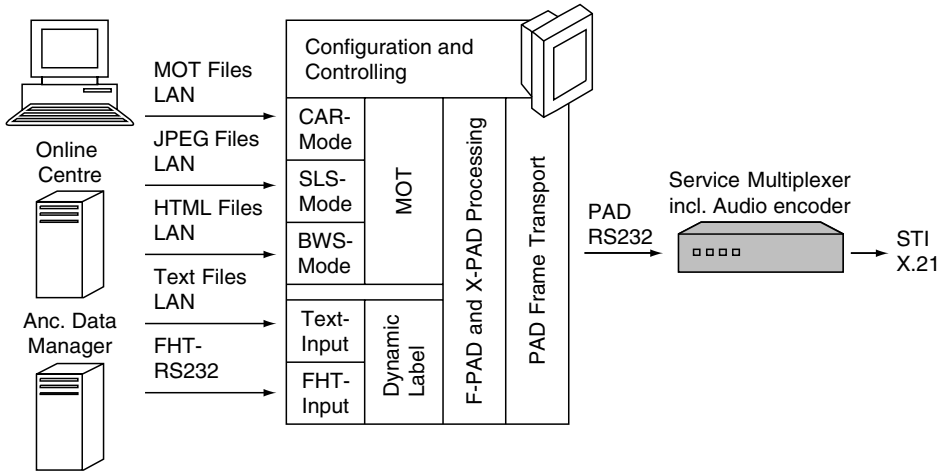 Online
Centre
Anc. Data
Manager
MOT Files
LAN
JPEG Files
LAN
HTML Files
LAN
Text Files
LAN
FHT-
RS232
Configuration and
Controlling
CAR-
Mode
SLS-
Mode
BWS-
Mode
MOT
Text-
Input
FHT-
Input
Dynamic
Label
F-PAD and X-PAD Processing
PAD Frame Transport
PAD
RS232
Service Multiplexer
incl. Audio encoder
STI
X.21